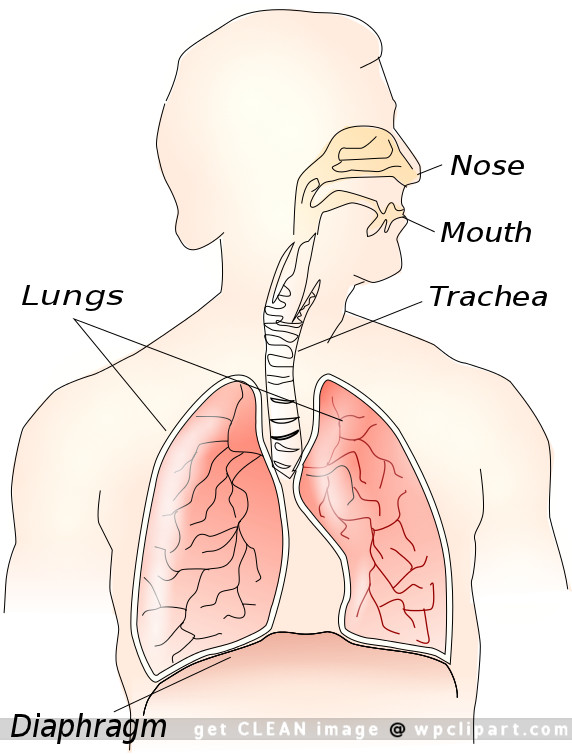 Nose
Mouth
Lungs
Trachea
Diaphragm
get CLEAN image @ wpclipart.com